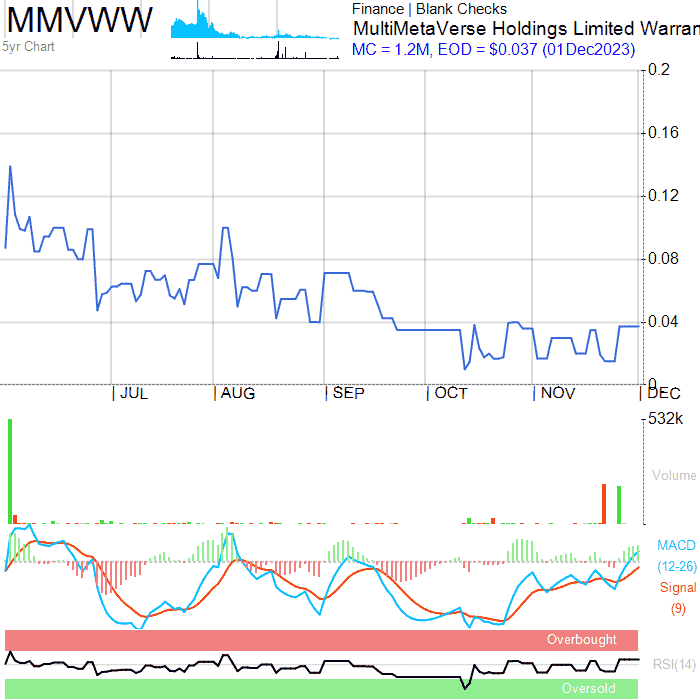 MMVWW
5yr Chart
Finance | Blank Checks
MultiMetaVerse Holdings Limited Warran
MC = 1.2M, EOD = $0.037 (01Dec2023)
0.2
0.16
0.12
0.08
0.04
0
JUL
AUG
SEP
OCT
NOV
DEC
532k
Volume
MACD
(12-26)
Signal
(9)
Overbought
RSI(14)
Oversold